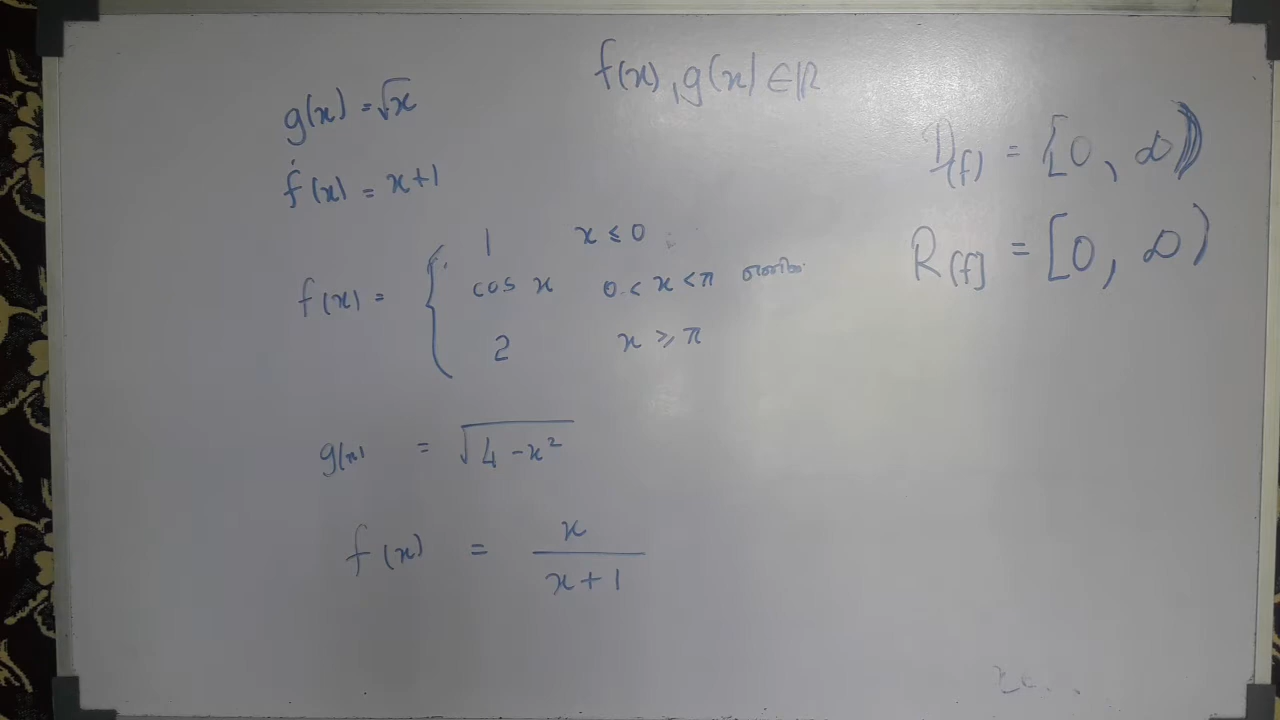 f(x), g(x) ∈ ℝ
g(x) = √x
f(x) = x+1
f(x) = { 1 x ≤ 0
cos x 0 < x < π
2 x ≥ π
g(x) = √(4 - x²)
f(x) = x / (x+1)
D(f) = [0, ∞)
R(f) = [0, ∞)